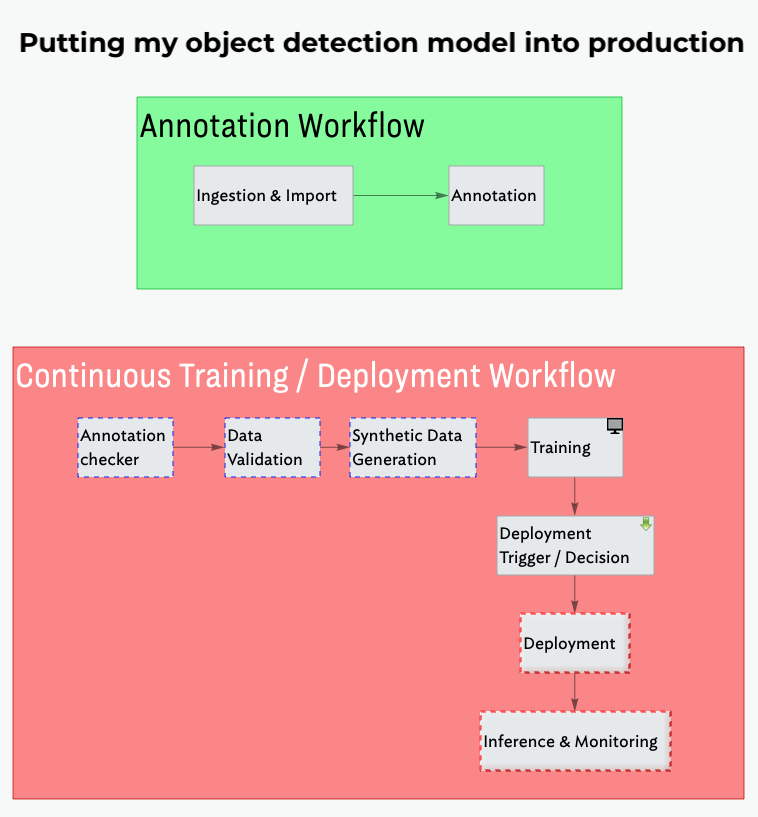 Putting my object detection model into production
Annotation Workflow
Ingestion & Import
Annotation
Continuous Training / Deployment Workflow
Annotation
checker
Data
Validation
Synthetic Data
Generation
Training
Deployment
Trigger / Decision
Deployment
Inference & Monitoring